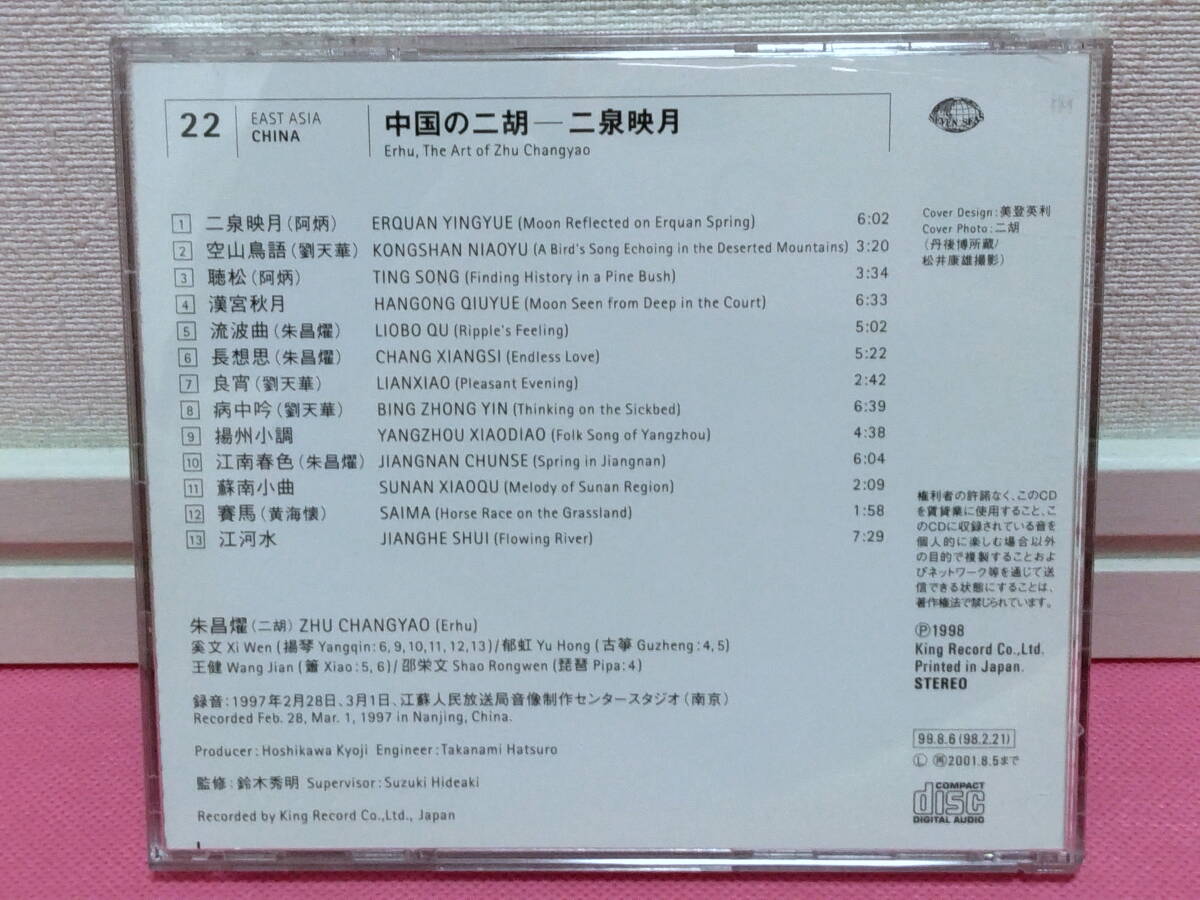 22
EAST ASIA
CHINA
中国の二胡—二泉映月
Erhu, The Art of Zhu Changyao
SEVEN SEAS
1 二泉映月(阿炳) ERQUAN YINGYUE (Moon Reflected on Erquan Spring) 6:02
2 空山鳥語(劉天華) KONGSHAN NIAOYU (A Bird's Song Echoing in the Deserted Mountains) 3:20
3 聴松(阿炳) TING SONG (Finding History in a Pine Bush) 3:34
4 漢宮秋月 HANGONG QIUYUE (Moon Seen from Deep in the Court) 6:33
5 流波曲(朱昌燿) LIOBO QU (Ripple's Feeling) 5:02
6 長想思(朱昌燿) CHANG XIANGSI (Endless Love) 5:22
7 良宵(劉天華) LIANXIAO (Pleasant Evening) 2:42
8 病中吟(劉天華) BING ZHONG YIN (Thinking on the Sickbed) 6:39
9 揚州小調 YANGZHOU XIAODIAO (Folk Song of Yangzhou) 4:38
10 江南春色(朱昌燿) JIANGNAN CHUNSE (Spring in Jiangnan) 6:04
11 蘇南小曲 SUNAN XIAOQU (Melody of Sunan Region) 2:09
12 賽馬(黄海懐) SAIMA (Horse Race on the Grassland) 1:58
13 江河水 JIANGHE SHUI (Flowing River) 7:29
Cover Design:美登英利
Cover Photo:二胡
(丹後博所蔵/
松井康雄撮影)
朱昌燿(二胡) ZHU CHANGYAO (Erhu)
奚文 Xi Wen (揚琴 Yangqin:6, 9, 10, 11, 12, 13)/郁虹 Yu Hong (古箏 Guzheng:4, 5)
王健 Wang Jian (簫 Xiao:5, 6)/邵栄文 Shao Rongwen (琵琶 Pipa:4)
録音:1997年2月28日、3月1日、江蘇人民放送局音像制作センタースタジオ(南京)
Recorded Feb. 28, Mar. 1, 1997 in Nanjing, China.
Producer:Hoshikawa Kyoji Engineer:Takanami Hatsuro
監修:鈴木秀明 Supervisor:Suzuki Hideaki
Recorded by King Record Co.,Ltd., Japan
権利者の許諾なく、このCD
を賃貸業に使用すること、こ
のCDに収録されている音を
個人的に楽しむ場合以外
の目的で複製することおよ
びネットワーク等を通じて送
信できる状態にすることは、
著作権法で禁じられています。
Ⓟ1998
King Record Co.,Ltd.
Printed in Japan.
STEREO
99.8.6 (98.2.21)
Ⓛ ㊞2001.8.5まで
COMPACT
disc
DIGITAL AUDIO